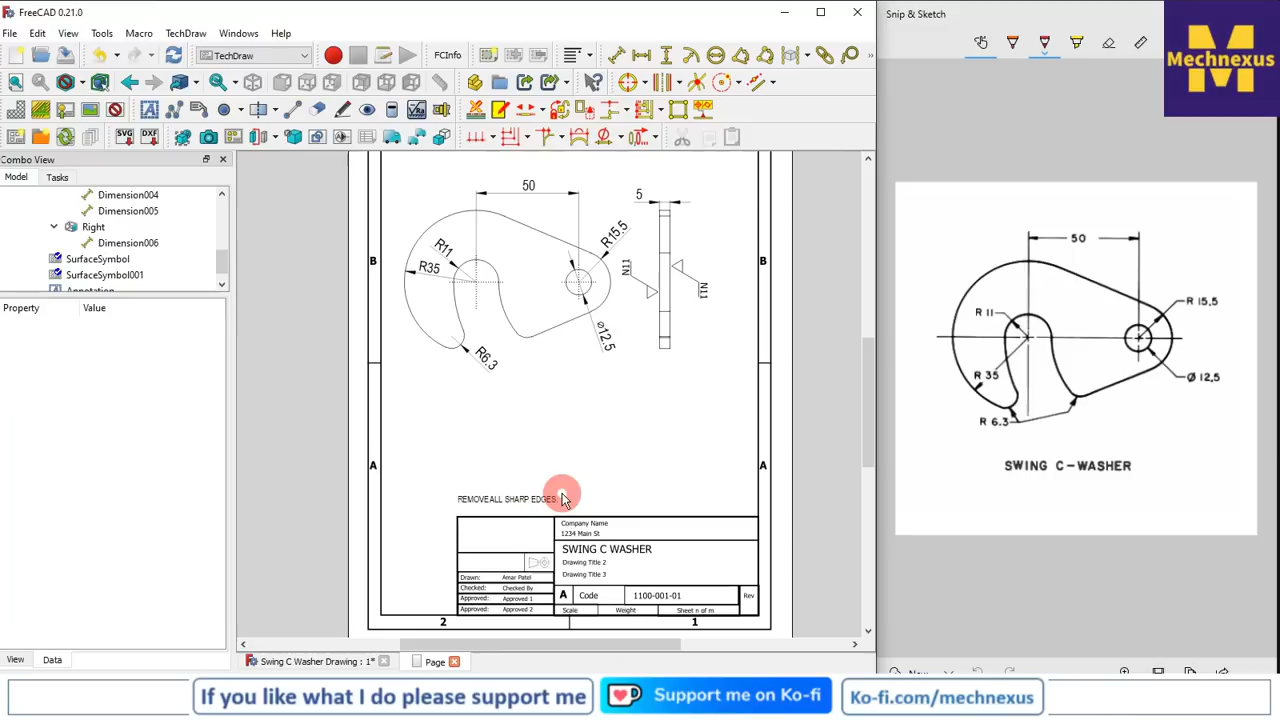 FreeCAD 0.21.0
File Edit View Tools Macro TechDraw Windows Help
TechDraw
FCInfo
SVG DXF
Combo View
Model Tasks
Dimension004
Dimension005
Right
Dimension006
SurfaceSymbol
SurfaceSymbol001
Annotation
Property Value
View Data
50
5
R15.5
R11
R35
N11
N11
⌀12.5
R6.3
B B
A A
REMOVE ALL SHARP EDGES.
Company Name
1234 Main St
SWING C WASHER
Drawing Title 2
Drawing Title 3
Drawn: Amar Patel
Checked: Checked By
Approved: Approved 1
Approved: Approved 2
A Code 1100-001-01 Rev
Scale Weight Sheet n of m
2 1
Swing C Washer Drawing : 1*
Page
Snip & Sketch
Mechnexus
50
R 15.5
R 11
R 35
Ø 12.5
R 6.3
SWING C-WASHER
New
If you like what I do please support me
Support me on Ko-fi
Ko-fi.com/mechnexus